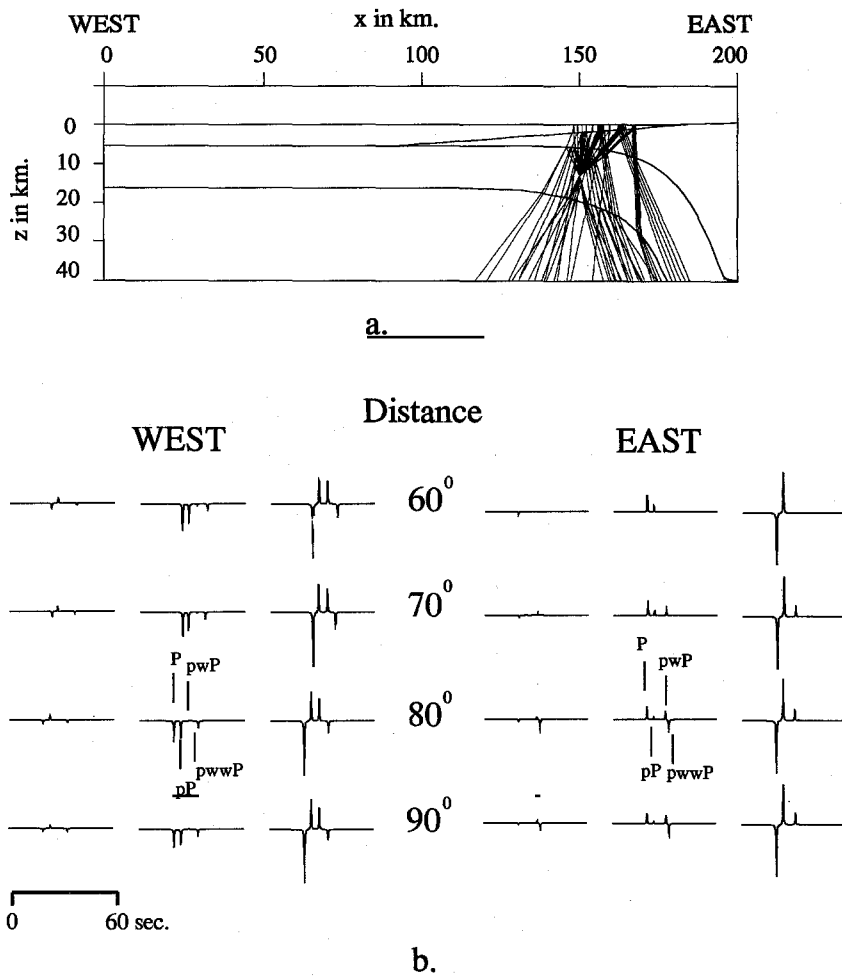 x in km.
WEST EAST
0 50 100 150 200
z in km.
0
10
20
30
40
a.
Distance
WEST EAST
60⁰
70⁰
P pwP P pwP
80⁰
pwwP pP pwwP
pP
90⁰
0 60 sec.
b.